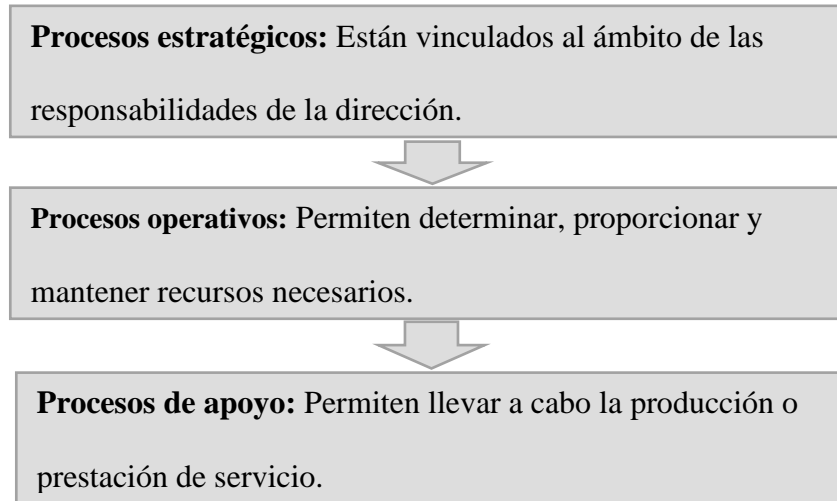 Procesos estratégicos: Están vinculados al ámbito de las
responsabilidades de la dirección.
Procesos operativos: Permiten determinar, proporcionar y
mantener recursos necesarios.
Procesos de apoyo: Permiten llevar a cabo la producción o
prestación de servicio.